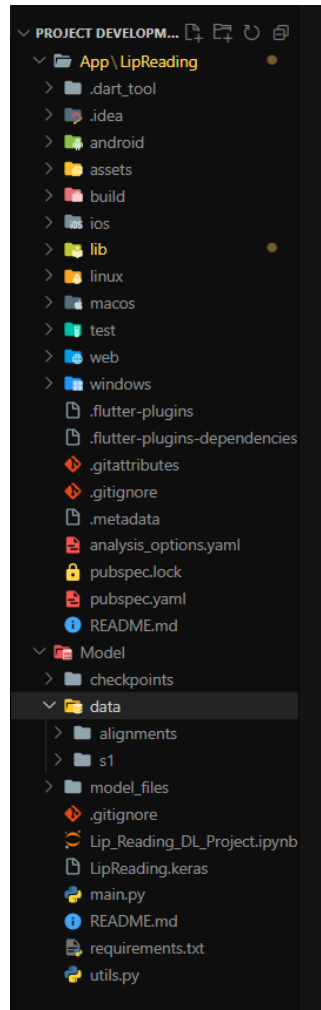 PROJECT DEVELOPM...
App\LipReading
.dart_tool
.idea
android
assets
build
iOS ios
lib
linux
macos
test
web
windows
.flutter-plugins
.flutter-plugins-dependencies
.gitattributes
.gitignore
.metadata
analysis_options.yaml
pubspec.lock
pubspec.yaml
README.md
Model
checkpoints
data
alignments
s1
model_files
.gitignore
Lip_Reading_DL_Project.ipynb
LipReading.keras
main.py
README.md
requirements.txt
utils.py